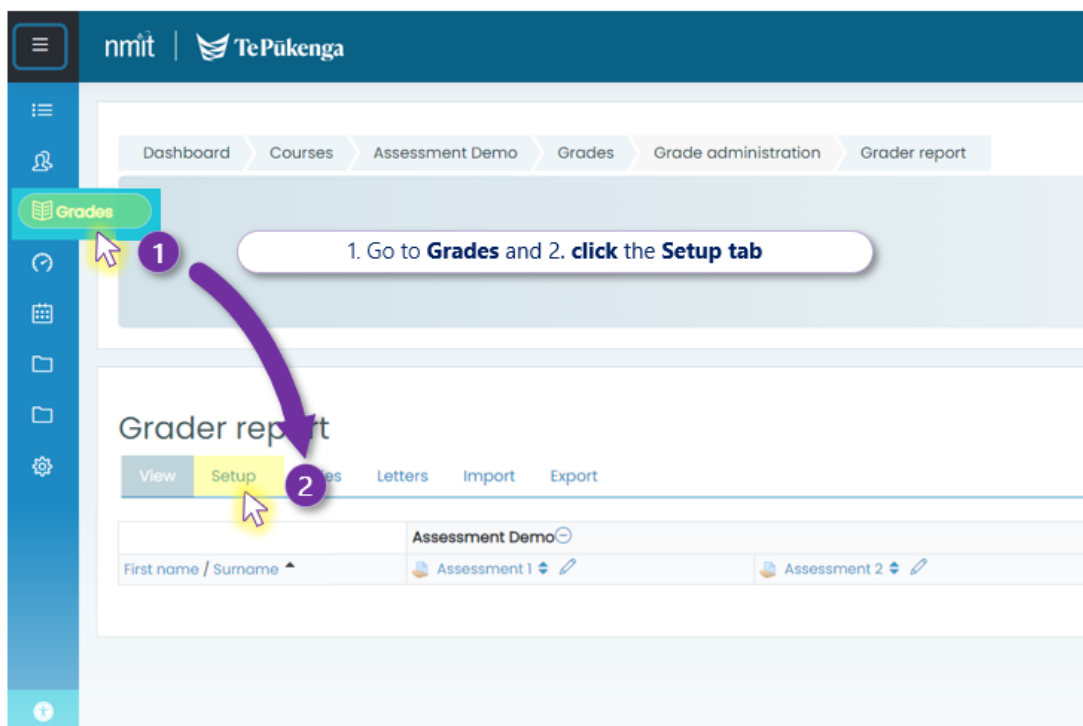 nmit | TePūkenga
Dashboard Courses Assessment Demo Grades Grade administration Grader report
Grades
1
1. Go to Grades and 2. click the Setup tab
Grader report
View Setup 2 Letters Import Export
Assessment Demo
First name / Surname Assessment 1 Assessment 2